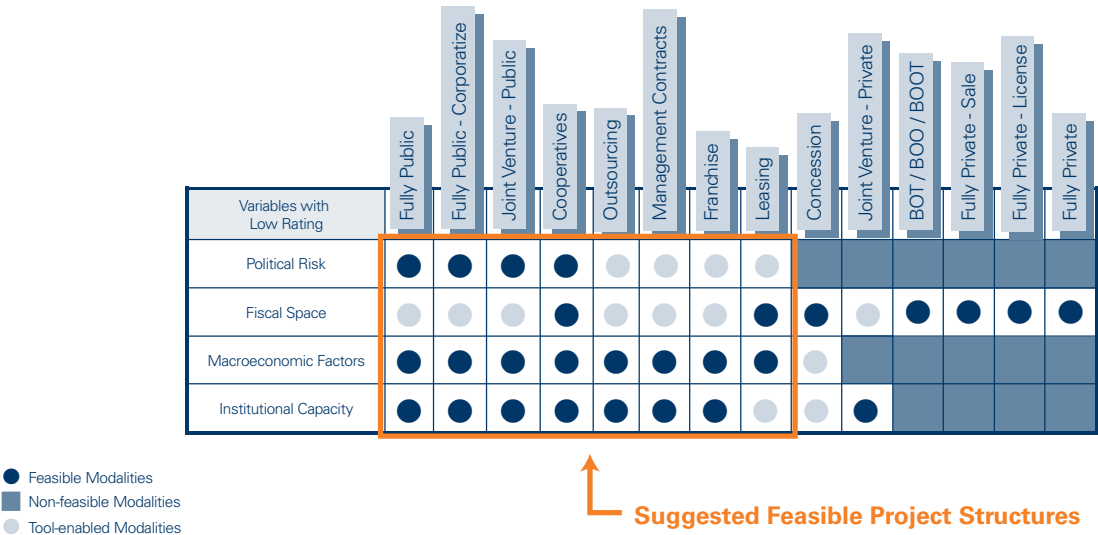 Fully Public
Fully Public - Corporatize
Joint Venture - Public
Cooperatives
Outsourcing
Management Contracts
Franchise
Leasing
Concession
Joint Venture - Private
BOT / BOO / BOOT
Fully Private - Sale
Fully Private - License
Fully Private
Variables with
Low Rating
Political Risk
Fiscal Space
Macroeconomic Factors
Institutional Capacity
Feasible Modalities
Non-feasible Modalities
Tool-enabled Modalities
Suggested Feasible Project Structures